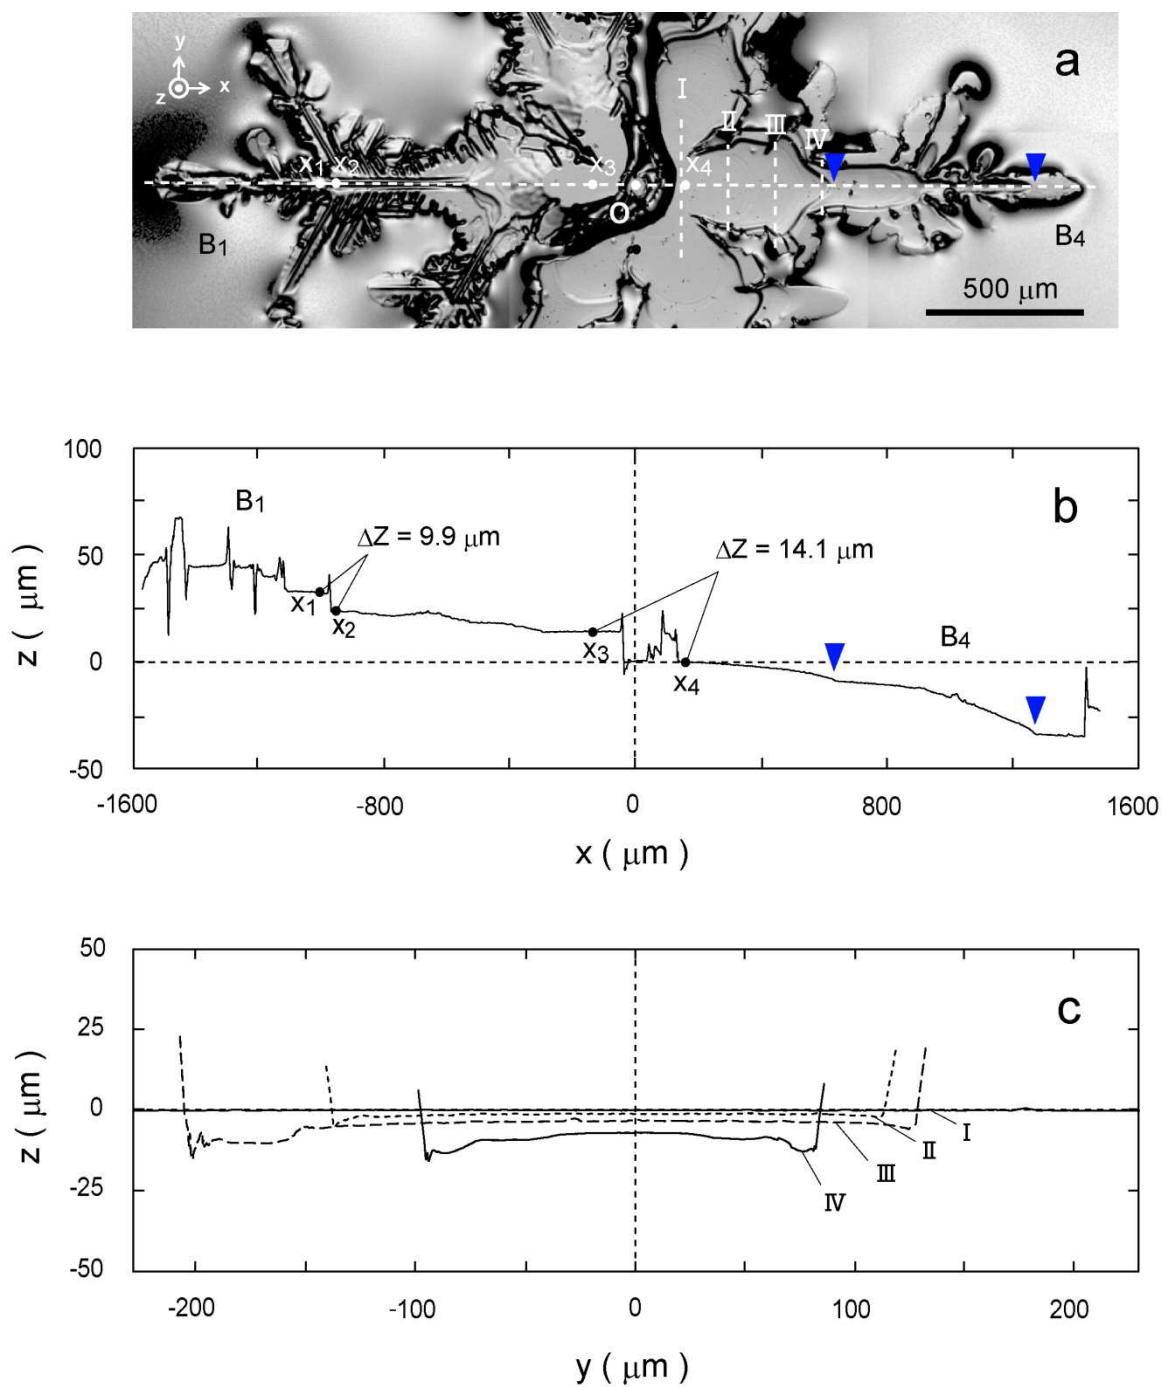 a
y
x
z
I
II
III
IV
x1 x2
x3
x4
O
B1
B4
500 μm
100
50
0
-50
z ( μm )
B1
b
ΔZ = 9.9 μm
ΔZ = 14.1 μm
x1
x2
x3
x4
B4
-1600
-800
0
800
1600
x ( μm )
50
25
0
-25
-50
z ( μm )
c
I
II
III
IV
-200
-100
0
100
200
y ( μm )